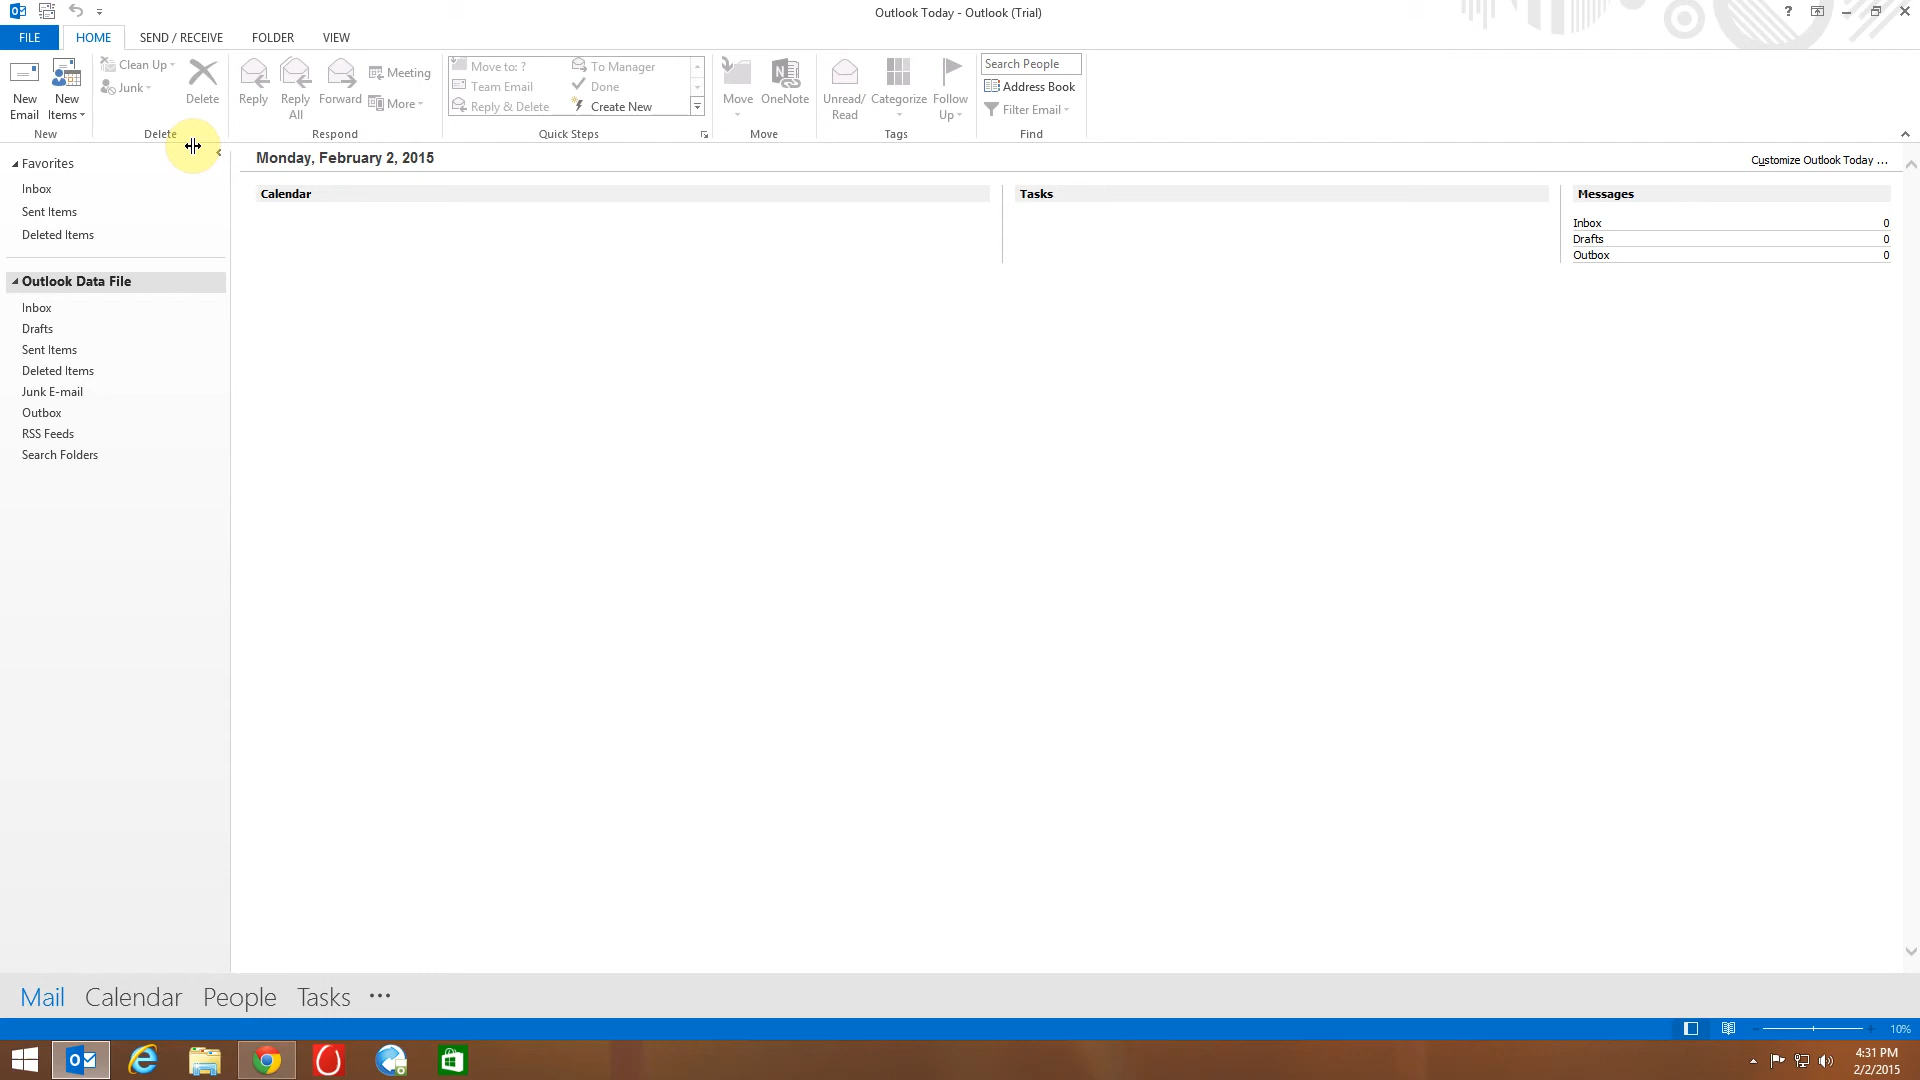 Outlook Today - Outlook (Trial)
FILE
HOME
SEND / RECEIVE
FOLDER
VIEW
New Email
New Items
New
Clean Up
Junk
Delete
Delete
Reply
Reply All
Forward
Meeting
More
Respond
Move to: ?
Team Email
Reply & Delete
To Manager
Done
Create New
Quick Steps
Move
OneNote
Move
Unread/ Read
Categorize
Follow Up
Tags
Search People
Address Book
Filter Email
Find
Favorites
Inbox
Sent Items
Deleted Items
Outlook Data File
Inbox
Drafts
Sent Items
Deleted Items
Junk E-mail
Outbox
RSS Feeds
Search Folders
Monday, February 2, 2015
Customize Outlook Today ...
Calendar
Tasks
Messages
Inbox 0
Drafts 0
Outbox 0
Mail Calendar People Tasks ···
10%
4:31 PM
2/2/2015